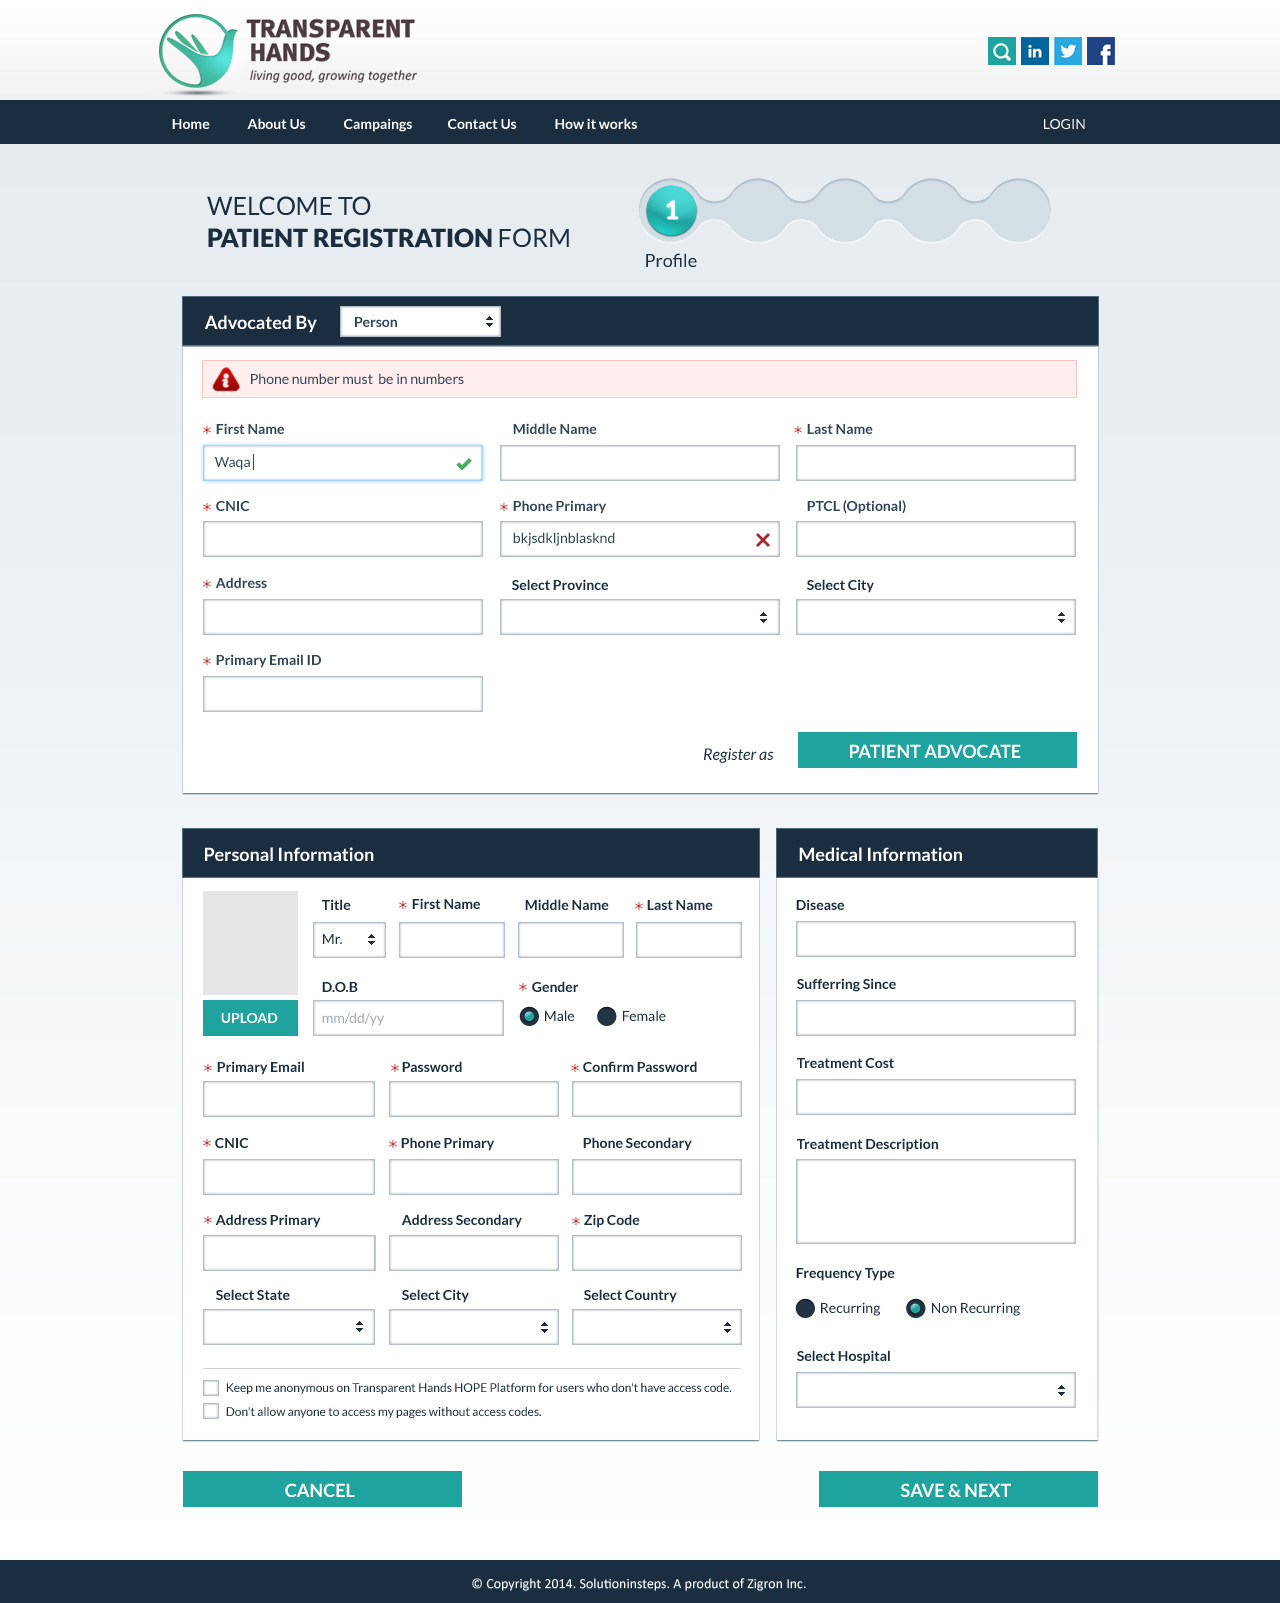 TRANSPARENT
HANDS
living good, growing together
in
f
Home About Us Campaings Contact Us How it works LOGIN
WELCOME TO
PATIENT REGISTRATION FORM
1
Profile
Advocated By Person
Phone number must be in numbers
* First Name Middle Name * Last Name
Waqa
* CNIC * Phone Primary PTCL (Optional)
bkjsdkljnblasknd
* Address Select Province Select City
* Primary Email ID
Register as PATIENT ADVOCATE
Personal Information
Title * First Name Middle Name * Last Name
Mr.
D.O.B * Gender
UPLOAD mm/dd/yy Male Female
* Primary Email * Password * Confirm Password
* CNIC * Phone Primary Phone Secondary
* Address Primary Address Secondary * Zip Code
Select State Select City Select Country
Keep me anonymous on Transparent Hands HOPE Platform for users who don't have access code.
Don't allow anyone to access my pages without access codes.
Medical Information
Disease
Sufferring Since
Treatment Cost
Treatment Description
Frequency Type
Recurring Non Recurring
Select Hospital
CANCEL SAVE & NEXT
© Copyright 2014. Solutioninsteps. A product of Zigron Inc.